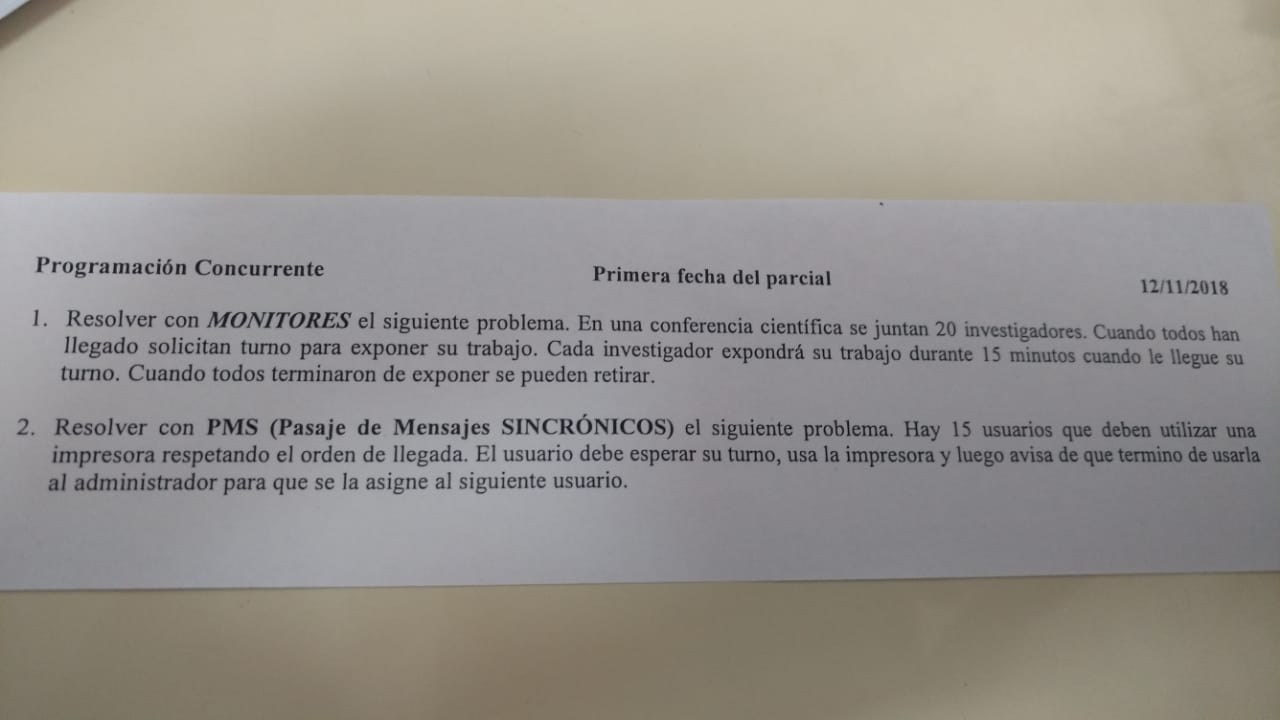 Programación Concurrente Primera fecha del parcial 12/11/2018
1. Resolver con MONITORES el siguiente problema. En una conferencia científica se juntan 20 investigadores. Cuando todos han
llegado solicitan turno para exponer su trabajo. Cada investigador expondrá su trabajo durante 15 minutos cuando le llegue su
turno. Cuando todos terminaron de exponer se pueden retirar.
2. Resolver con PMS (Pasaje de Mensajes SINCRÓNICOS) el siguiente problema. Hay 15 usuarios que deben utilizar una
impresora respetando el orden de llegada. El usuario debe esperar su turno, usa la impresora y luego avisa de que termino de usarla
al administrador para que se la asigne al siguiente usuario.